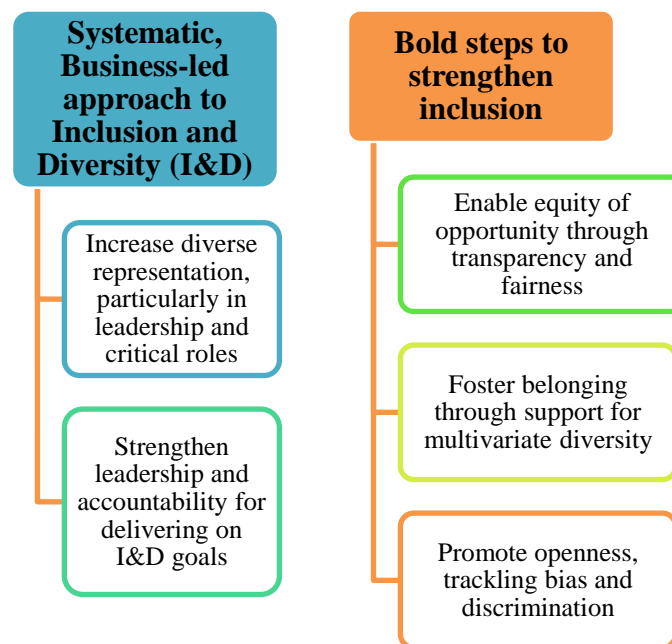 Systematic,
Business-led
approach to
Inclusion and
Diversity (I&D)
Increase diverse
representation,
particularly in
leadership and
critical roles
Strengthen
leadership and
accountability for
delivering on
I&D goals
Bold steps to
strengthen
inclusion
Enable equity of
opportunity through
transparency and
fairness
Foster belonging
through support for
multivariate diversity
Promote openness,
trackling bias and
discrimination